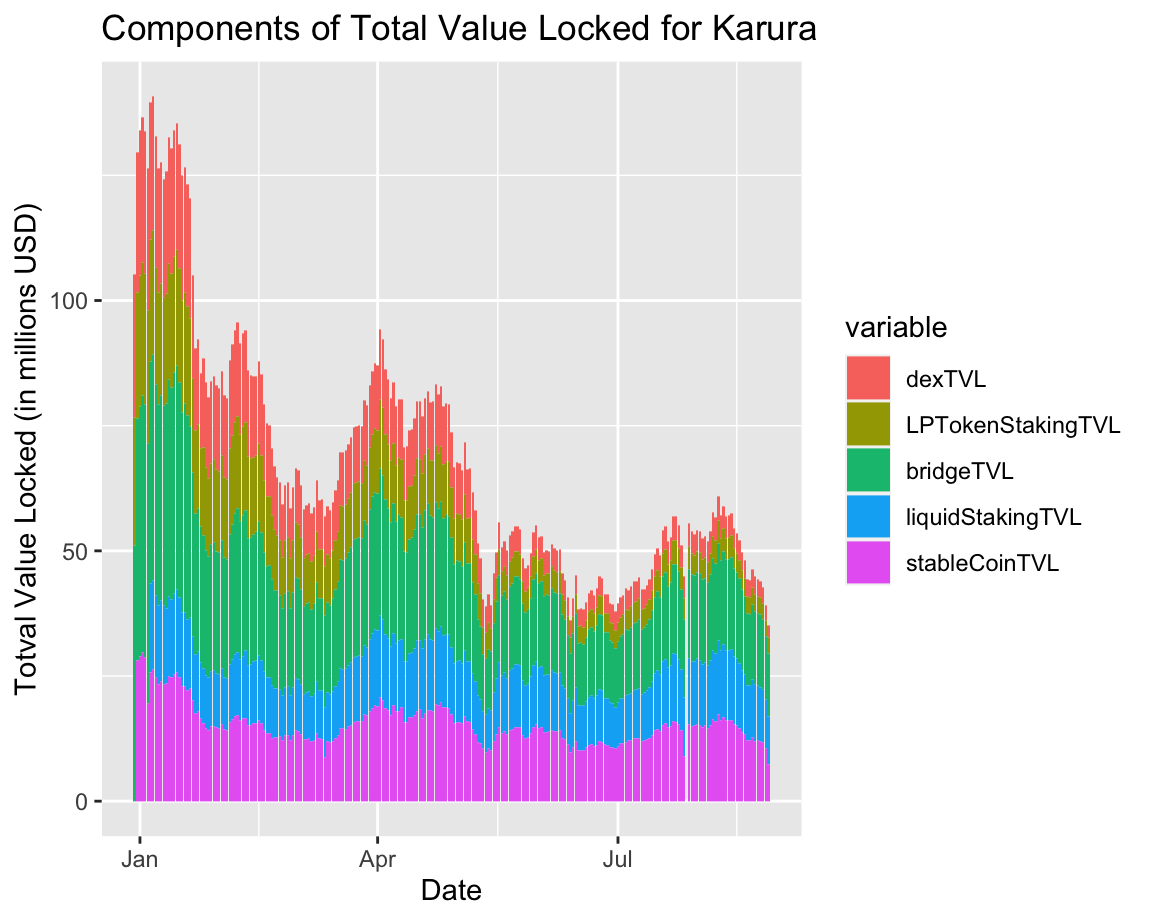 Components of Total Value Locked for Karura
Totval Value Locked (in millions USD)
100
50
0
Jan
Apr
Jul
Date
variable
dexTVL
LPTokenStakingTVL
bridgeTVL
liquidStakingTVL
stableCoinTVL